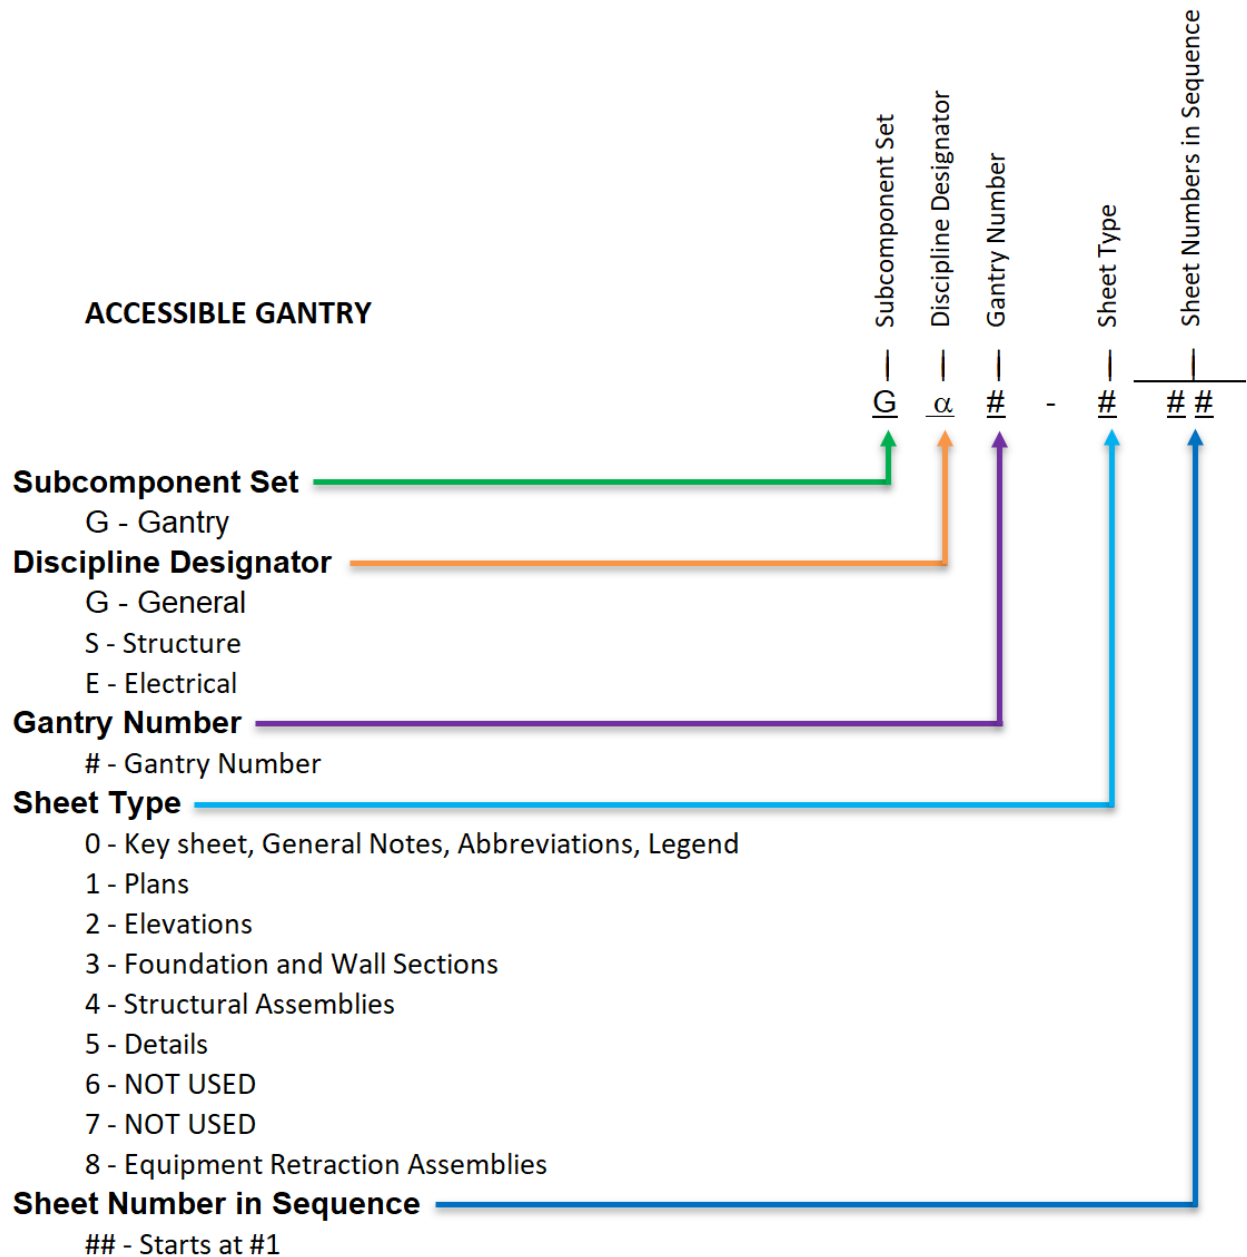 Subcomponent Set
Discipline Designator
Gantry Number
Sheet Type
Sheet Numbers in Sequence
ACCESSIBLE GANTRY
G α # - # # #
Subcomponent Set
G - Gantry
Discipline Designator
G - General
S - Structure
E - Electrical
Gantry Number
# - Gantry Number
Sheet Type
0 - Key sheet, General Notes, Abbreviations, Legend
1 - Plans
2 - Elevations
3 - Foundation and Wall Sections
4 - Structural Assemblies
5 - Details
6 - NOT USED
7 - NOT USED
8 - Equipment Retraction Assemblies
Sheet Number in Sequence
## - Starts at #1